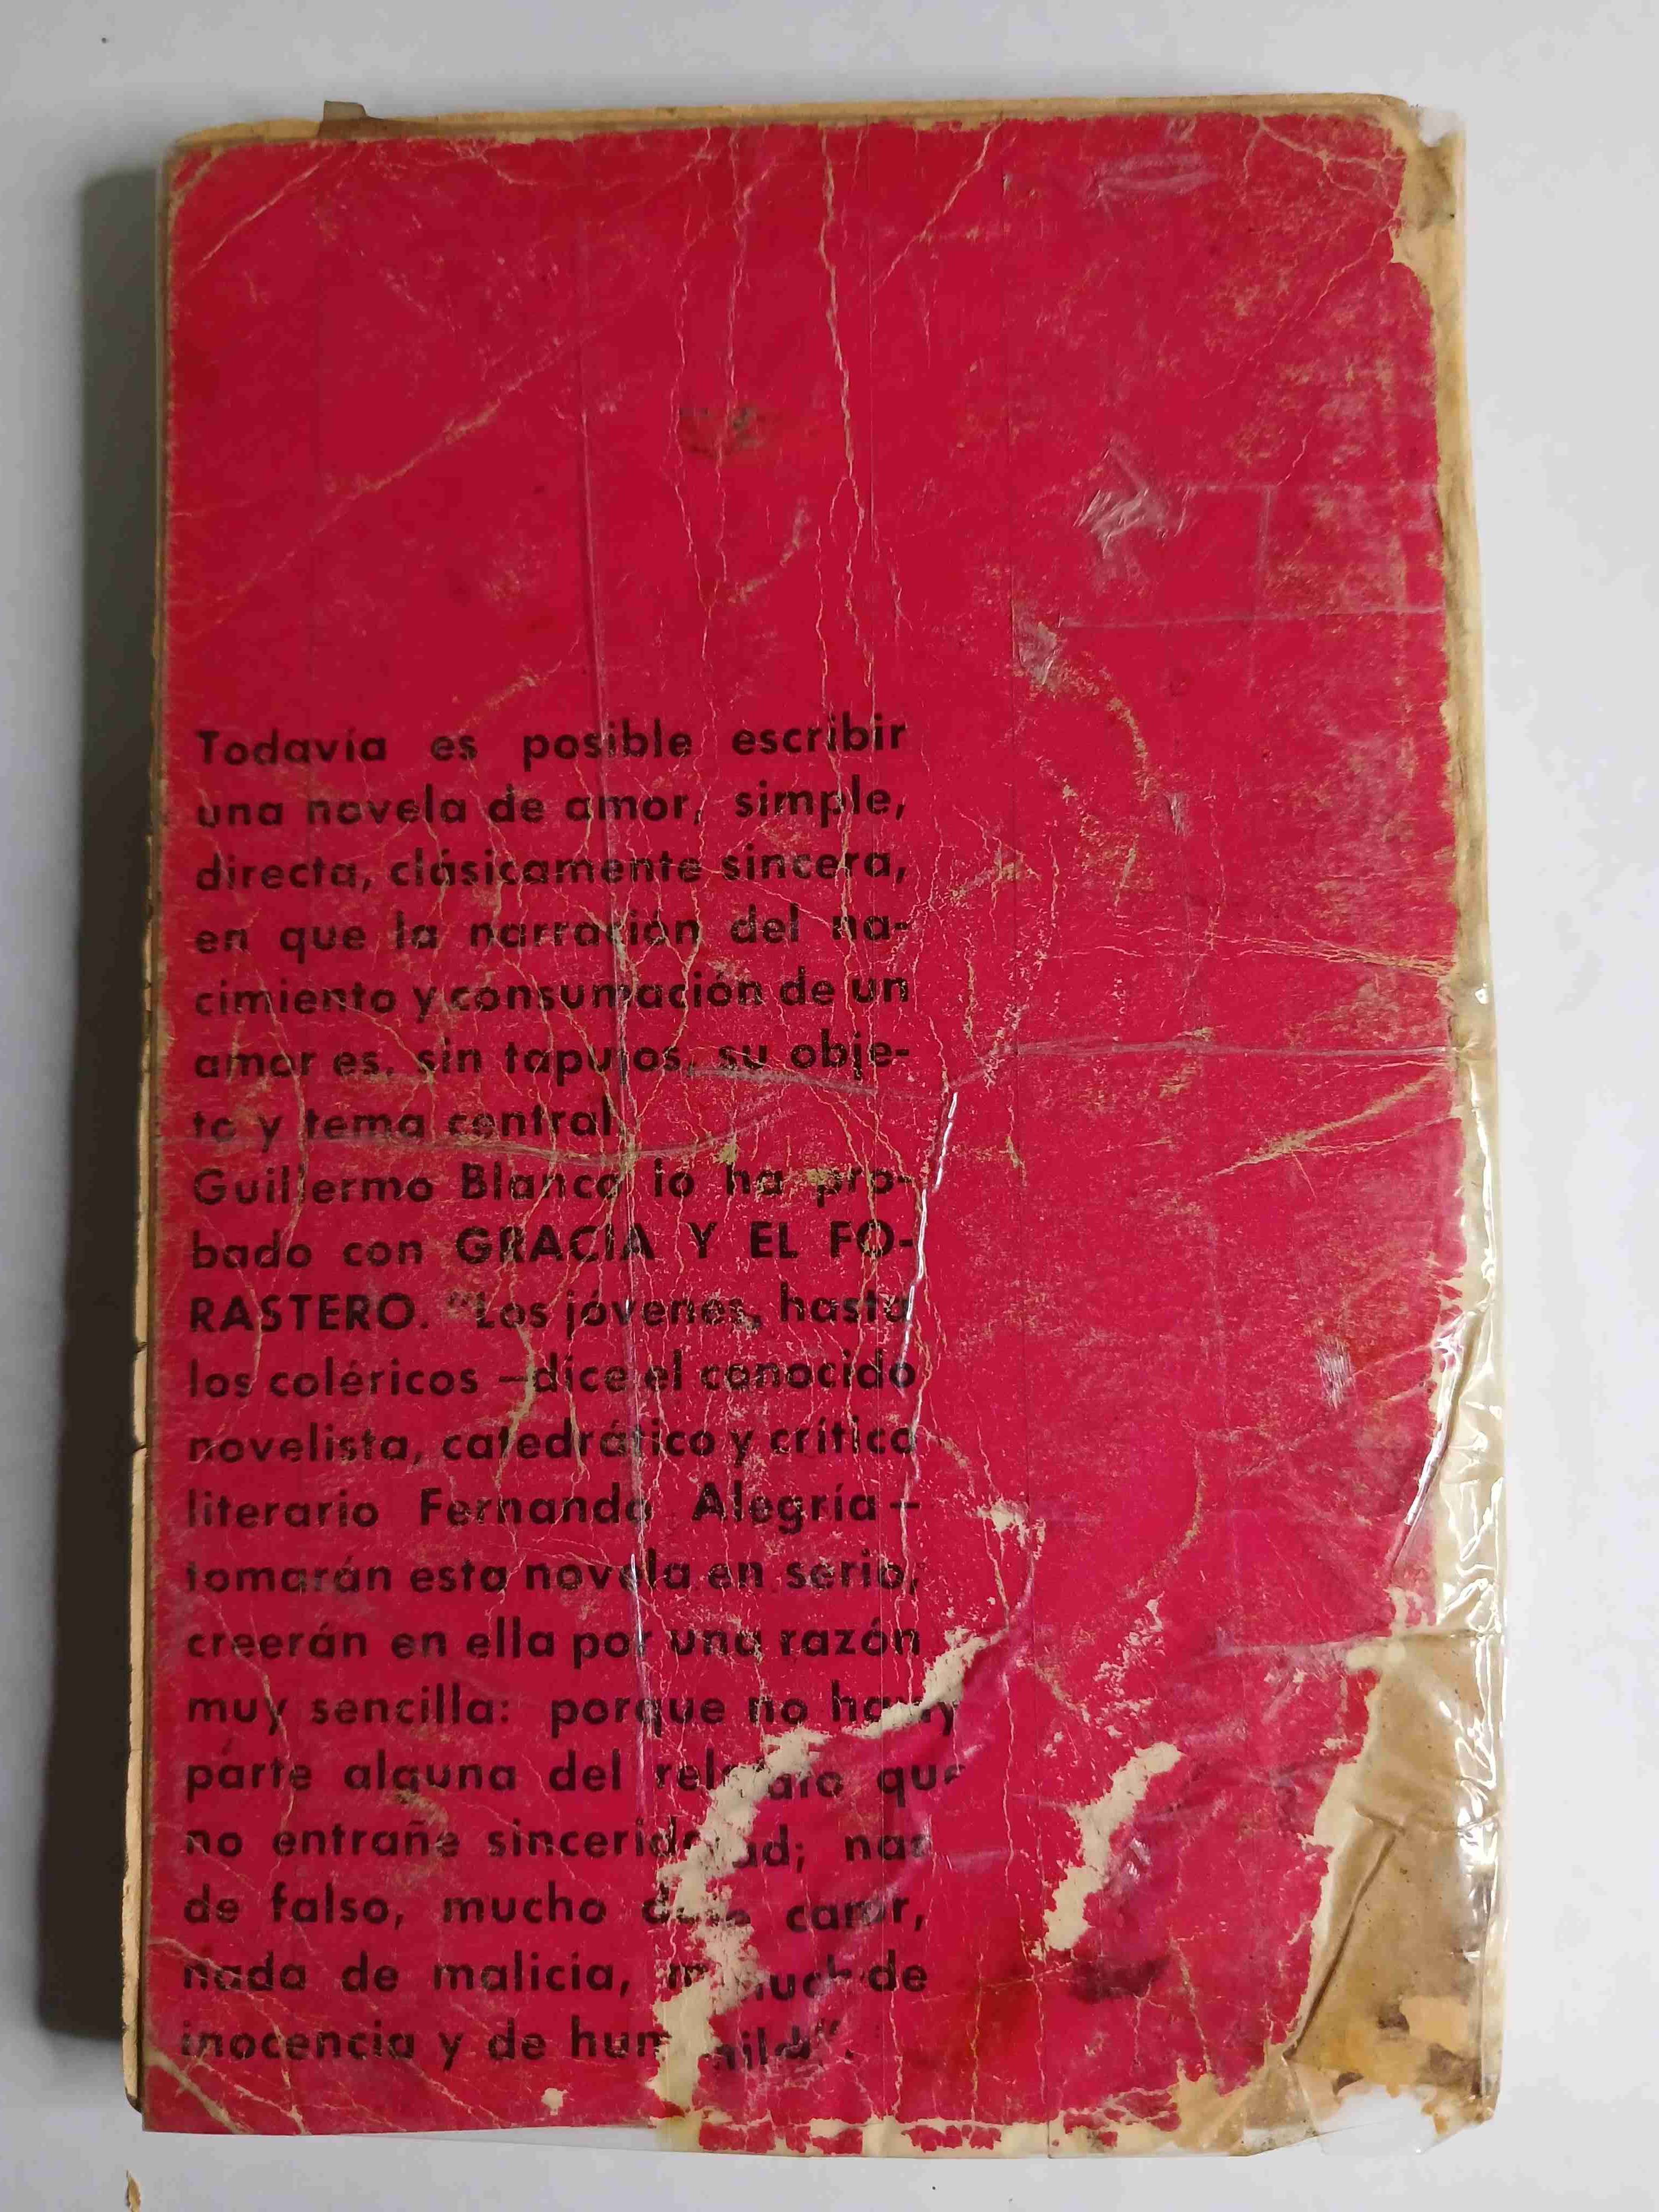 Todavía es posible escribir
una novela de amor, simple,
directa, clásicamente sincera,
en que la narración del na-
cimiento y consumación de un
amor es, sin tapujos, su obje-
to y tema central.
Guillermo Blanco lo ha pro-
bado con GRACIA Y EL FO-
RASTERO. "Los jóvenes, hasta
los coléricos —dice el conocido
novelista, catedrático y crítico
literario Fernando Alegría—
tomarán esta novela en serio,
creerán en ella por una razón
muy sencilla: porque no hay
parte alguna del relato que
no entrañe sinceridad;
de falso, mucho
nada de malicia, de
inocencia y de